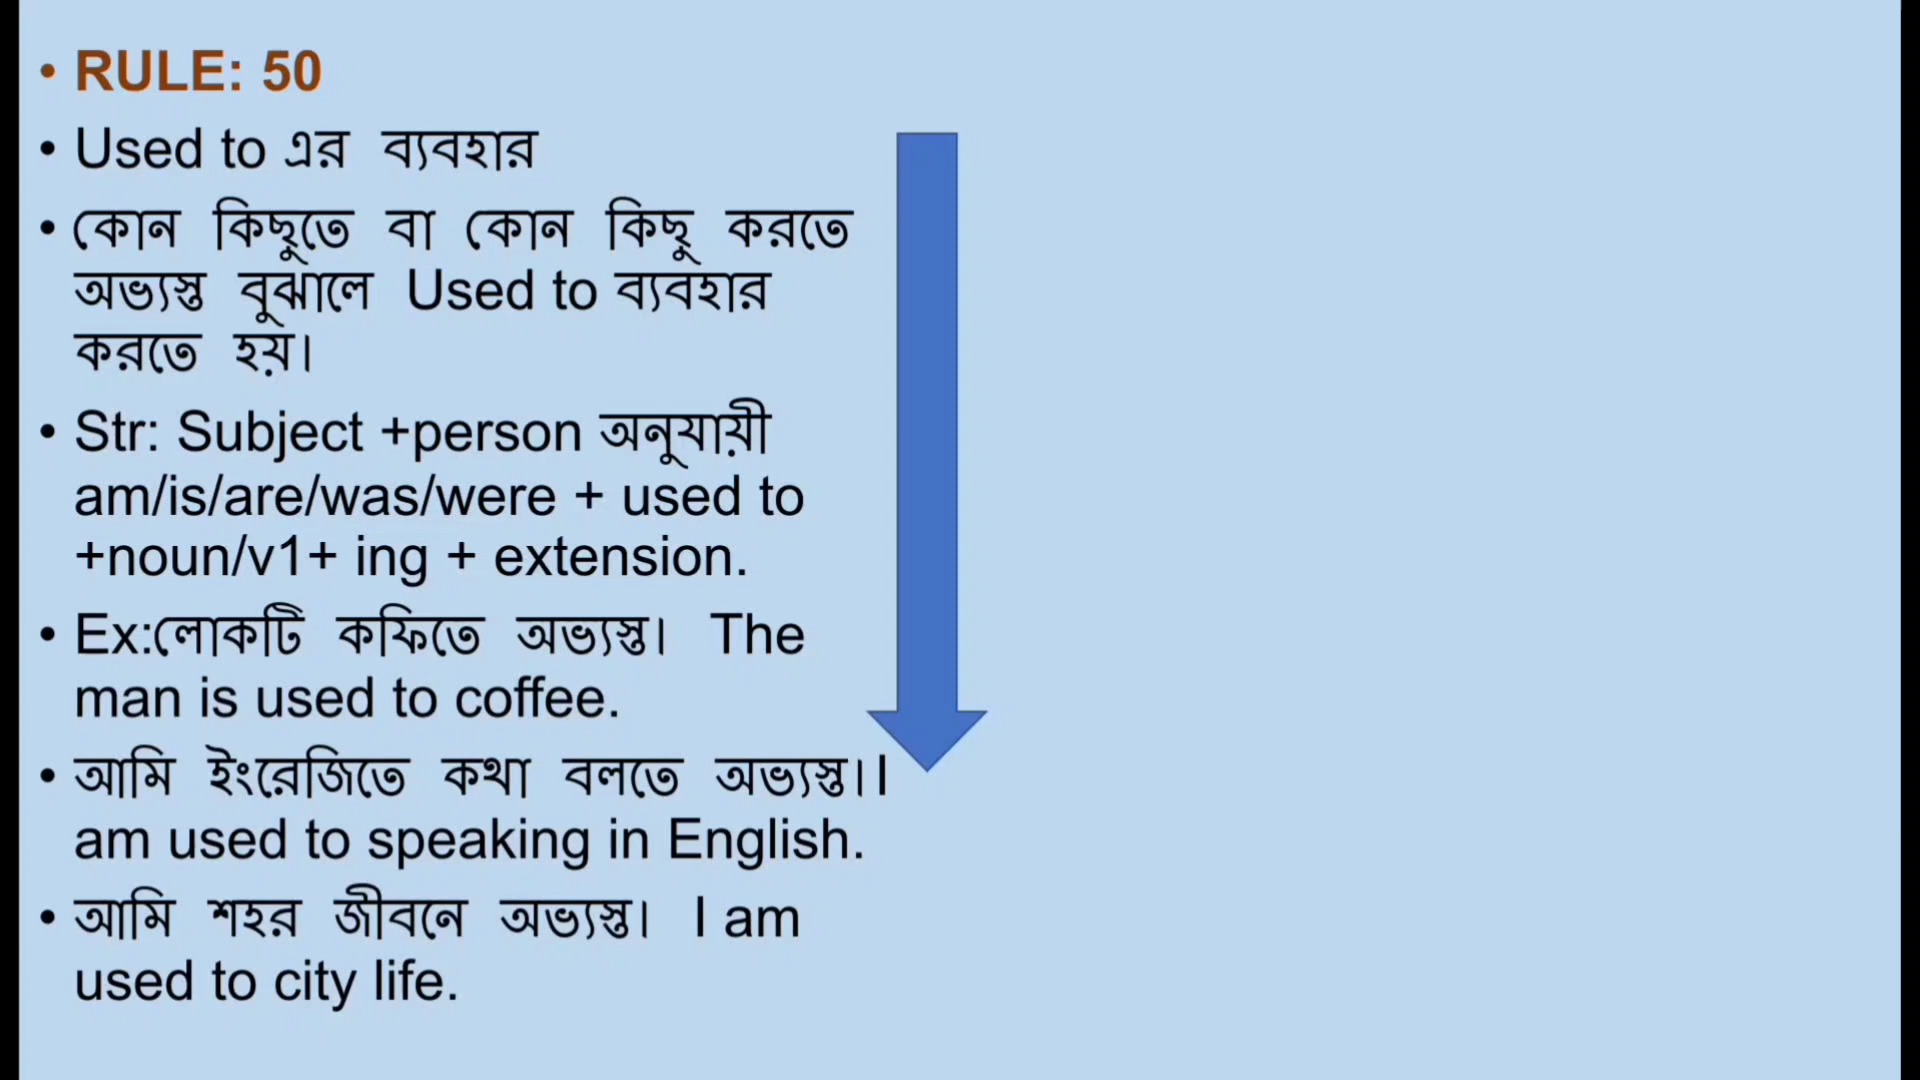 • RULE: 50
• Used to এর ব্যবহার
• কোন কিছুতে বা কোন কিছু করতে
অভ্যস্ত বুঝালে Used to ব্যবহার
করতে হয়।
• Str: Subject +person অনুযায়ী
am/is/are/was/were + used to
+noun/v1+ ing + extension.
• Ex:লোকটি কফিতে অভ্যস্ত। The
man is used to coffee.
• আমি ইংরেজিতে কথা বলতে অভ্যস্ত।I
am used to speaking in English.
• আমি শহর জীবনে অভ্যস্ত। I am
used to city life.